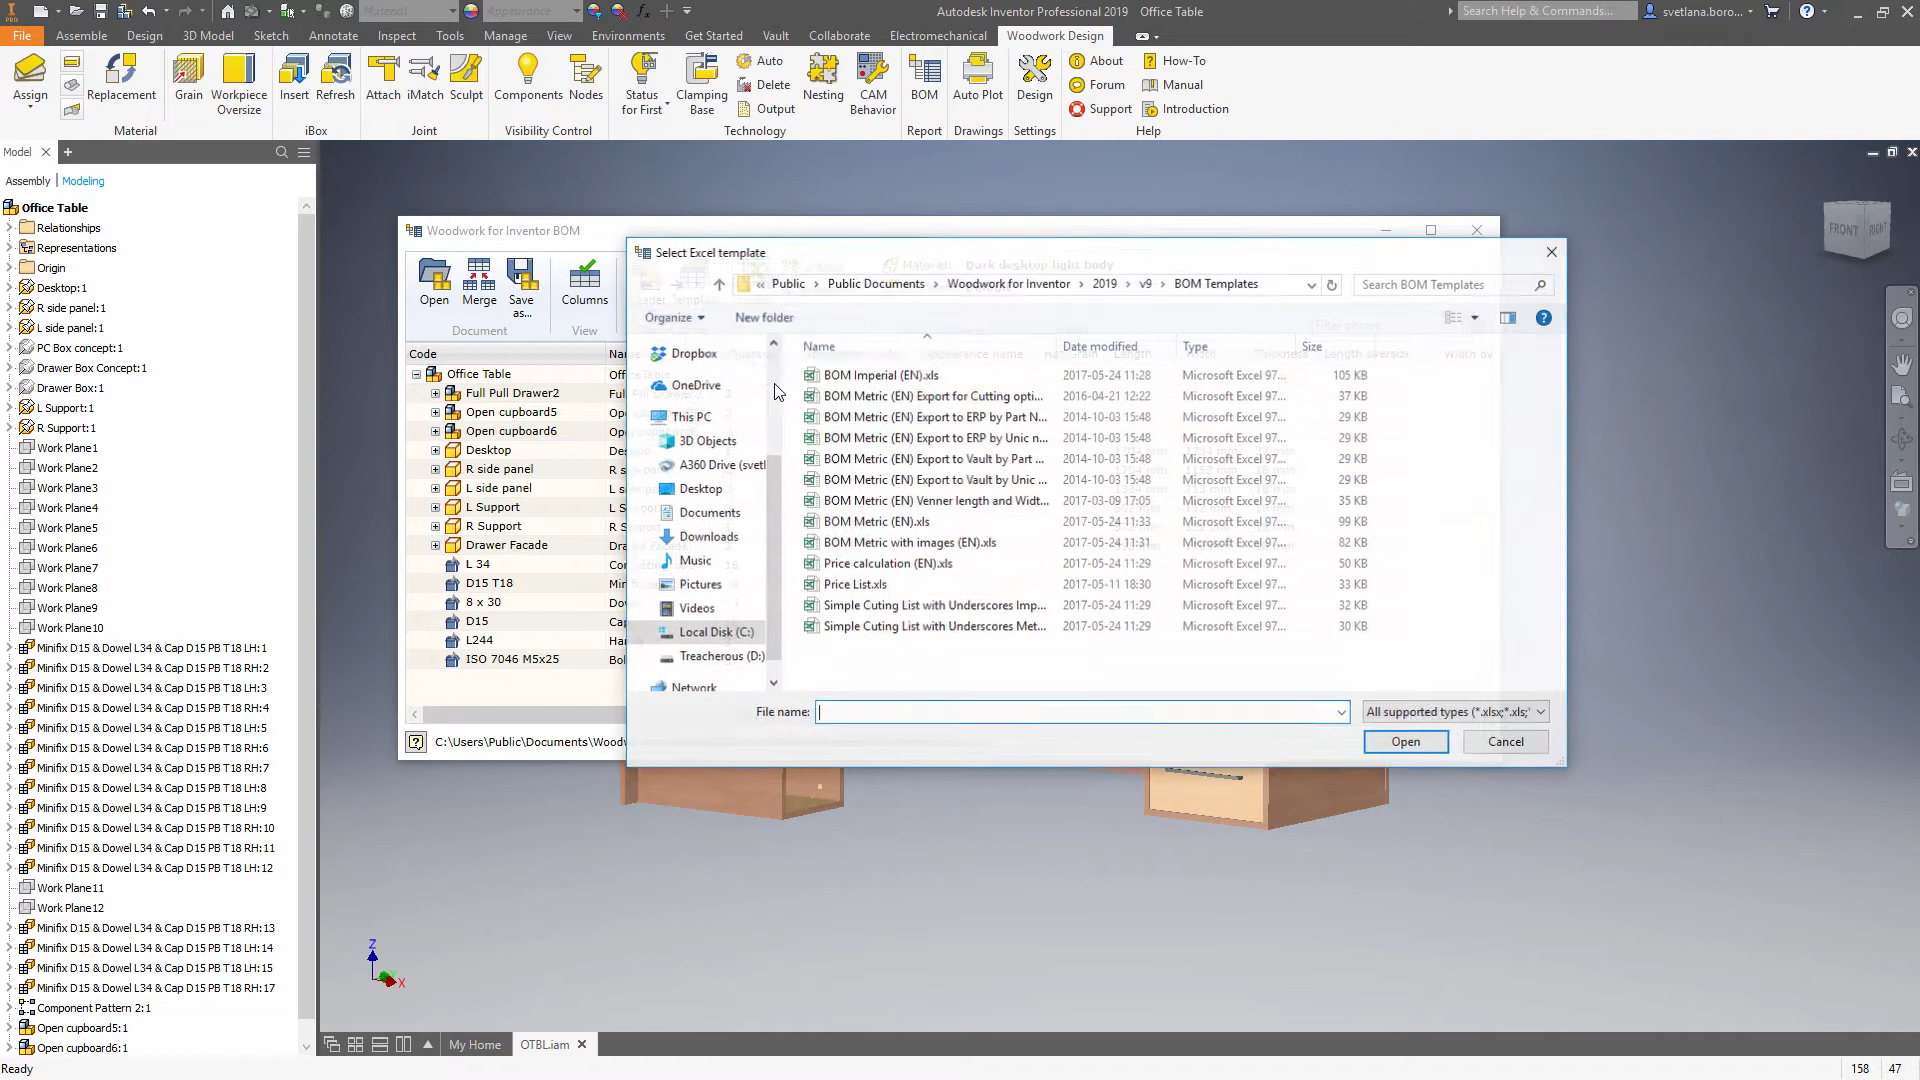 Material
Appearance
Autodesk Inventor Professional 2019 Office Table
Search Help & Commands...
svetlana.boro...
File Assemble Design 3D Model Sketch Annotate Inspect Tools Manage View Environments Get Started Vault Collaborate Electromechanical Woodwork Design
Assign Replacement Grain Workpiece Oversize Insert Refresh Attach iMatch Sculpt Components Nodes Status for First Clamping Base Auto Delete Output Nesting CAM Behavior BOM Auto Plot Design About Forum Support How-To Manual Introduction
Material iBox Joint Visibility Control Technology Report Drawings Settings Help
Model
Assembly Modeling
Office Table
Relationships
Representations
Origin
Desktop:1
R side panel:1
L side panel:1
PC Box concept:1
Drawer Box Concept:1
Drawer Box:1
L Support:1
R Support:1
Work Plane1
Work Plane2
Work Plane3
Work Plane4
Work Plane5
Work Plane6
Work Plane7
Work Plane8
Work Plane9
Work Plane10
Minifix D15 & Dowel L34 & Cap D15 PB T18 LH:1
Minifix D15 & Dowel L34 & Cap D15 PB T18 RH:2
Minifix D15 & Dowel L34 & Cap D15 PB T18 LH:3
Minifix D15 & Dowel L34 & Cap D15 PB T18 RH:4
Minifix D15 & Dowel L34 & Cap D15 PB T18 LH:5
Minifix D15 & Dowel L34 & Cap D15 PB T18 RH:6
Minifix D15 & Dowel L34 & Cap D15 PB T18 RH:7
Minifix D15 & Dowel L34 & Cap D15 PB T18 LH:8
Minifix D15 & Dowel L34 & Cap D15 PB T18 LH:9
Minifix D15 & Dowel L34 & Cap D15 PB T18 RH:10
Minifix D15 & Dowel L34 & Cap D15 PB T18 RH:11
Minifix D15 & Dowel L34 & Cap D15 PB T18 LH:12
Work Plane11
Work Plane12
Minifix D15 & Dowel L34 & Cap D15 PB T18 RH:13
Minifix D15 & Dowel L34 & Cap D15 PB T18 LH:14
Minifix D15 & Dowel L34 & Cap D15 PB T18 LH:15
Minifix D15 & Dowel L34 & Cap D15 PB T18 RH:17
Component Pattern 2:1
Open cupboard5:1
Open cupboard6:1
Woodwork for Inventor BOM
Open Merge Save as... Columns
Document View
Code
Office Table
Full Pull Drawer2
Open cupboard5
Open cupboard6
Desktop
R side panel
L side panel
L Support
R Support
Drawer Facade
L 34
D15 T18
8 x 30
D15
L244
ISO 7046 M5x25
C:\Users\Public\Documents\Woodw
Select Excel template
Dark desktop light body
« Public > Public Documents > Woodwork for Inventor > 2019 > v9 > BOM Templates
Search BOM Templates
Organize New folder
Filter phrase
Dropbox
OneDrive
This PC
3D Objects
A360 Drive (svetl
Desktop
Documents
Downloads
Music
Pictures
Videos
Local Disk (C:)
Treacherous (D:)
Network
Name Date modified Type Size
BOM Imperial (EN).xls 2017-05-24 11:28 Microsoft Excel 97... 105 KB
BOM Metric (EN) Export for Cutting opti... 2016-04-21 12:22 Microsoft Excel 97... 37 KB
BOM Metric (EN) Export to ERP by Part N... 2014-10-03 15:48 Microsoft Excel 97... 29 KB
BOM Metric (EN) Export to ERP by Unic n... 2014-10-03 15:48 Microsoft Excel 97... 29 KB
BOM Metric (EN) Export to Vault by Part ... 2014-10-03 15:48 Microsoft Excel 97... 29 KB
BOM Metric (EN) Export to Vault by Unic ... 2014-10-03 15:48 Microsoft Excel 97... 29 KB
BOM Metric (EN) Venner length and Widt... 2017-03-09 17:05 Microsoft Excel 97... 35 KB
BOM Metric (EN).xls 2017-05-24 11:33 Microsoft Excel 97... 99 KB
BOM Metric with images (EN).xls 2017-05-24 11:31 Microsoft Excel 97... 82 KB
Price calculation (EN).xls 2017-05-24 11:29 Microsoft Excel 97... 50 KB
Price List.xls 2017-05-11 18:30 Microsoft Excel 97... 33 KB
Simple Cuting List with Underscores Imp... 2017-05-24 11:29 Microsoft Excel 97... 32 KB
Simple Cuting List with Underscores Met... 2017-05-24 11:29 Microsoft Excel 97... 30 KB
File name:
All supported types (*.xlsx;*.xls;*
Open Cancel
FRONT RIGHT
Z
X
My Home OTBL.iam
Ready
158 47